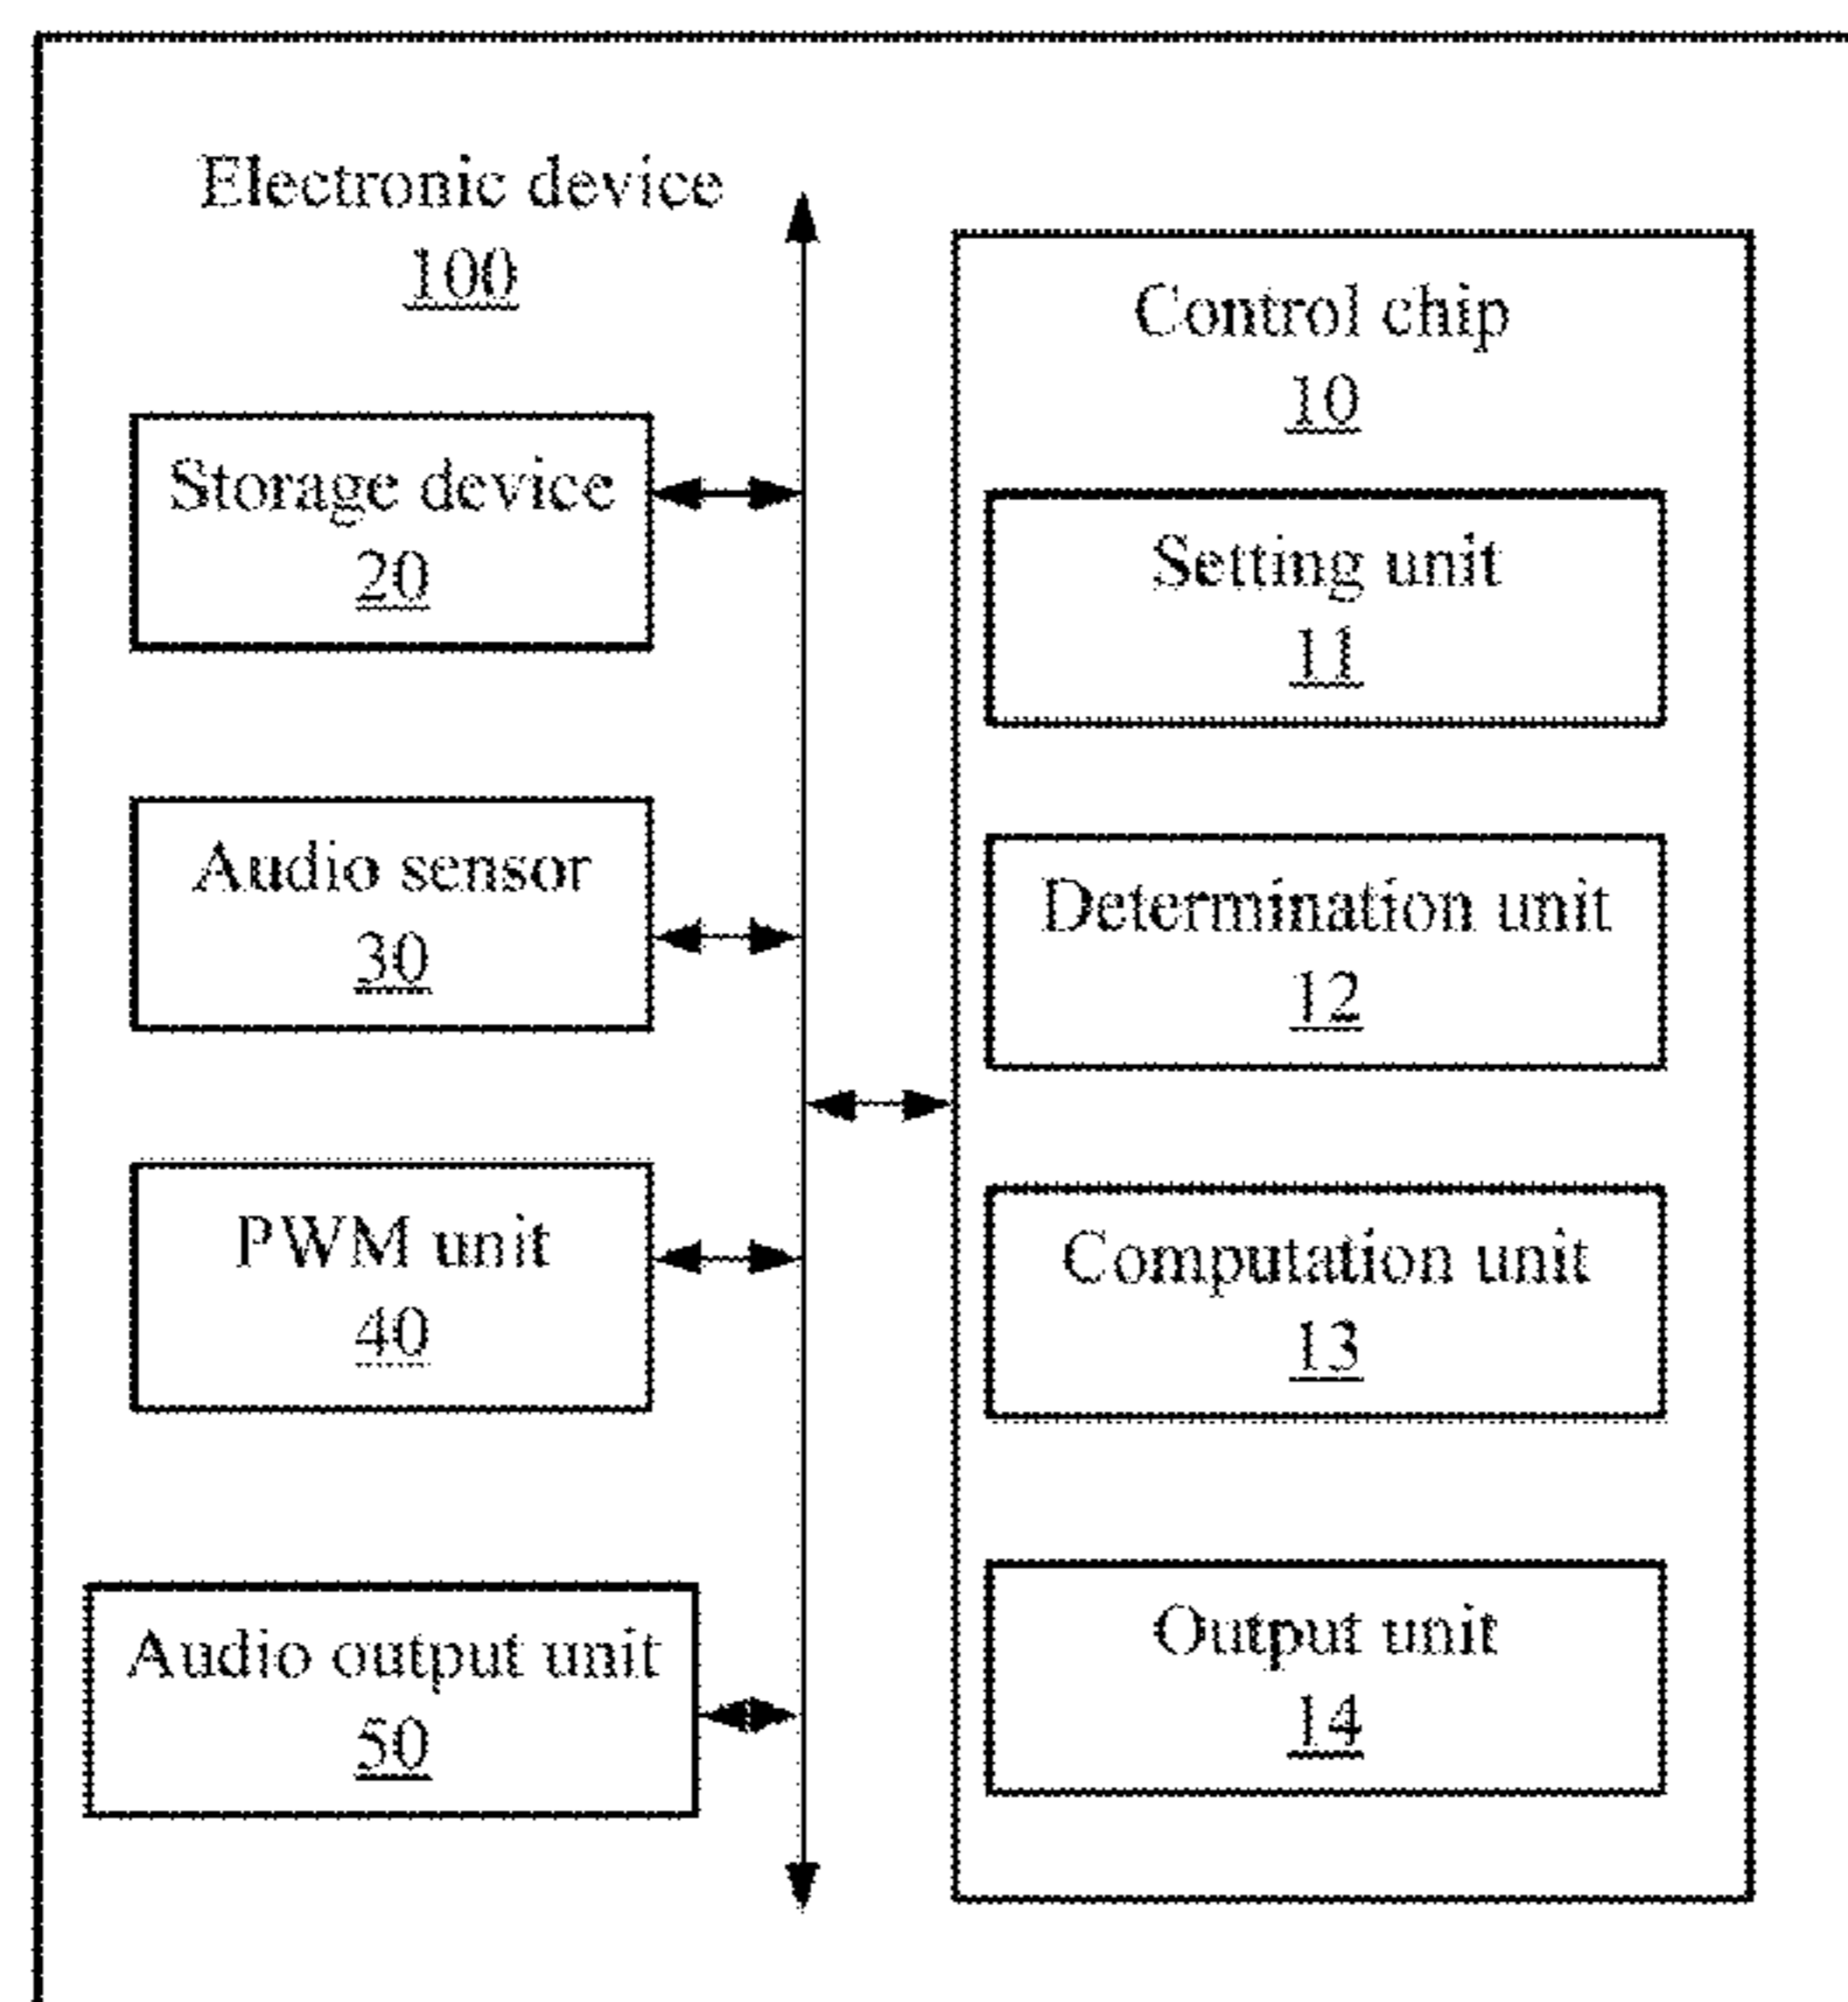 Electronic device
100
Storage device
20
Audio sensor
30
PWM unit
40
Audio output unit
50
Control chip
10
Setting unit
11
Determination unit
12
Computation unit
13
Output unit
14